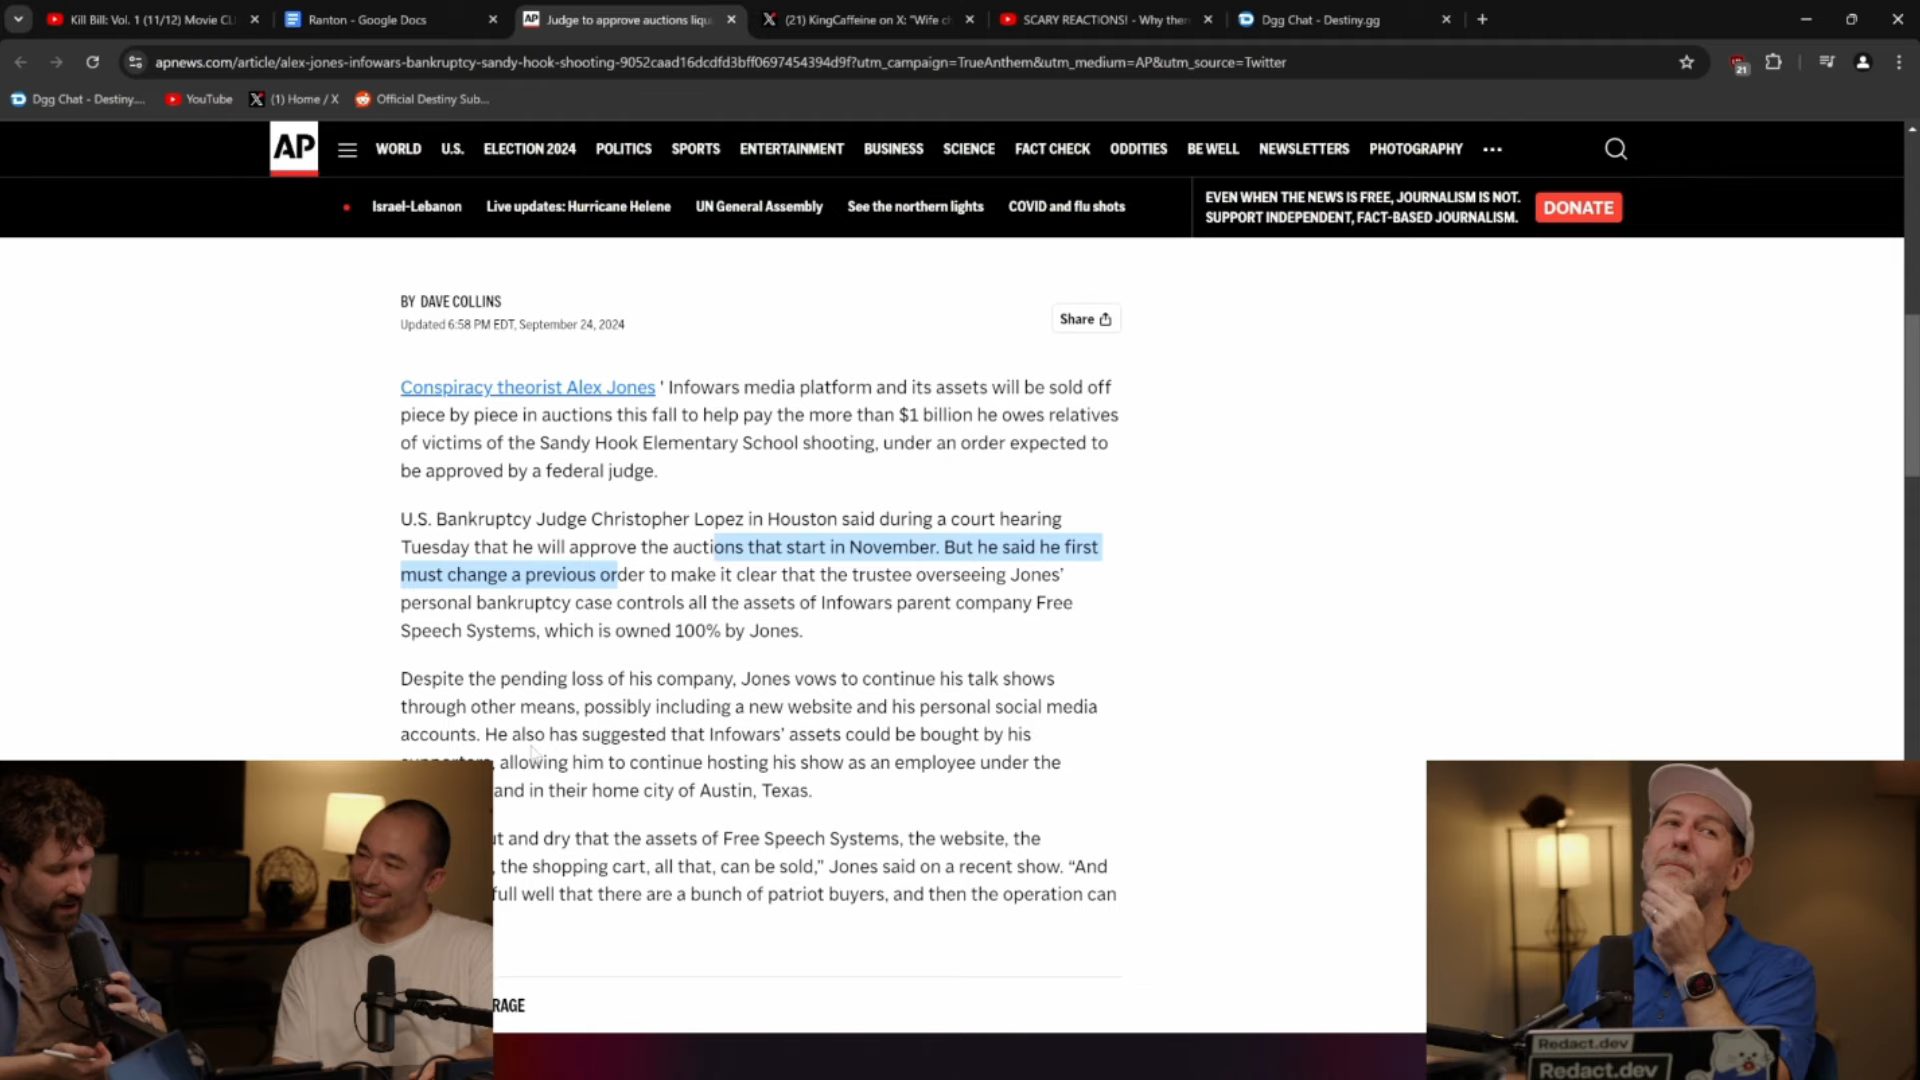 Kill Bill: Vol. 1 (11/12) Movie CL
Ranton - Google Docs
AP Judge to approve auctions liqu
(21) KingCaffeine on X: "Wife ch
SCARY REACTIONS! - Why ther
Dgg Chat - Destiny.gg
apnews.com/article/alex-jones-infowars-bankruptcy-sandy-hook-shooting-9052caad16dcdfd3bff0697454394d9f?utm_campaign=TrueAnthem&utm_medium=AP&utm_source=Twitter
21
Dgg Chat - Destiny....
YouTube
(1) Home / X
Official Destiny Sub...
AP
WORLD U.S. ELECTION 2024 POLITICS SPORTS ENTERTAINMENT BUSINESS SCIENCE FACT CHECK ODDITIES BE WELL NEWSLETTERS PHOTOGRAPHY ...
Israel-Lebanon Live updates: Hurricane Helene UN General Assembly See the northern lights COVID and flu shots
EVEN WHEN THE NEWS IS FREE, JOURNALISM IS NOT.
SUPPORT INDEPENDENT, FACT-BASED JOURNALISM.
DONATE
BY DAVE COLLINS
Updated 6:58 PM EDT, September 24, 2024
Share
Conspiracy theorist Alex Jones ' Infowars media platform and its assets will be sold off
piece by piece in auctions this fall to help pay the more than $1 billion he owes relatives
of victims of the Sandy Hook Elementary School shooting, under an order expected to
be approved by a federal judge.
U.S. Bankruptcy Judge Christopher Lopez in Houston said during a court hearing
Tuesday that he will approve the auctions that start in November. But he said he first
must change a previous order to make it clear that the trustee overseeing Jones'
personal bankruptcy case controls all the assets of Infowars parent company Free
Speech Systems, which is owned 100% by Jones.
Despite the pending loss of his company, Jones vows to continue his talk shows
through other means, possibly including a new website and his personal social media
accounts. He also has suggested that Infowars' assets could be bought by his
allowing him to continue hosting his show as an employee under the
and in their home city of Austin, Texas.
t and dry that the assets of Free Speech Systems, the website, the
, the shopping cart, all that, can be sold," Jones said on a recent show. "And
full well that there are a bunch of patriot buyers, and then the operation can
RAGE
Redact.dev
Redact.dev